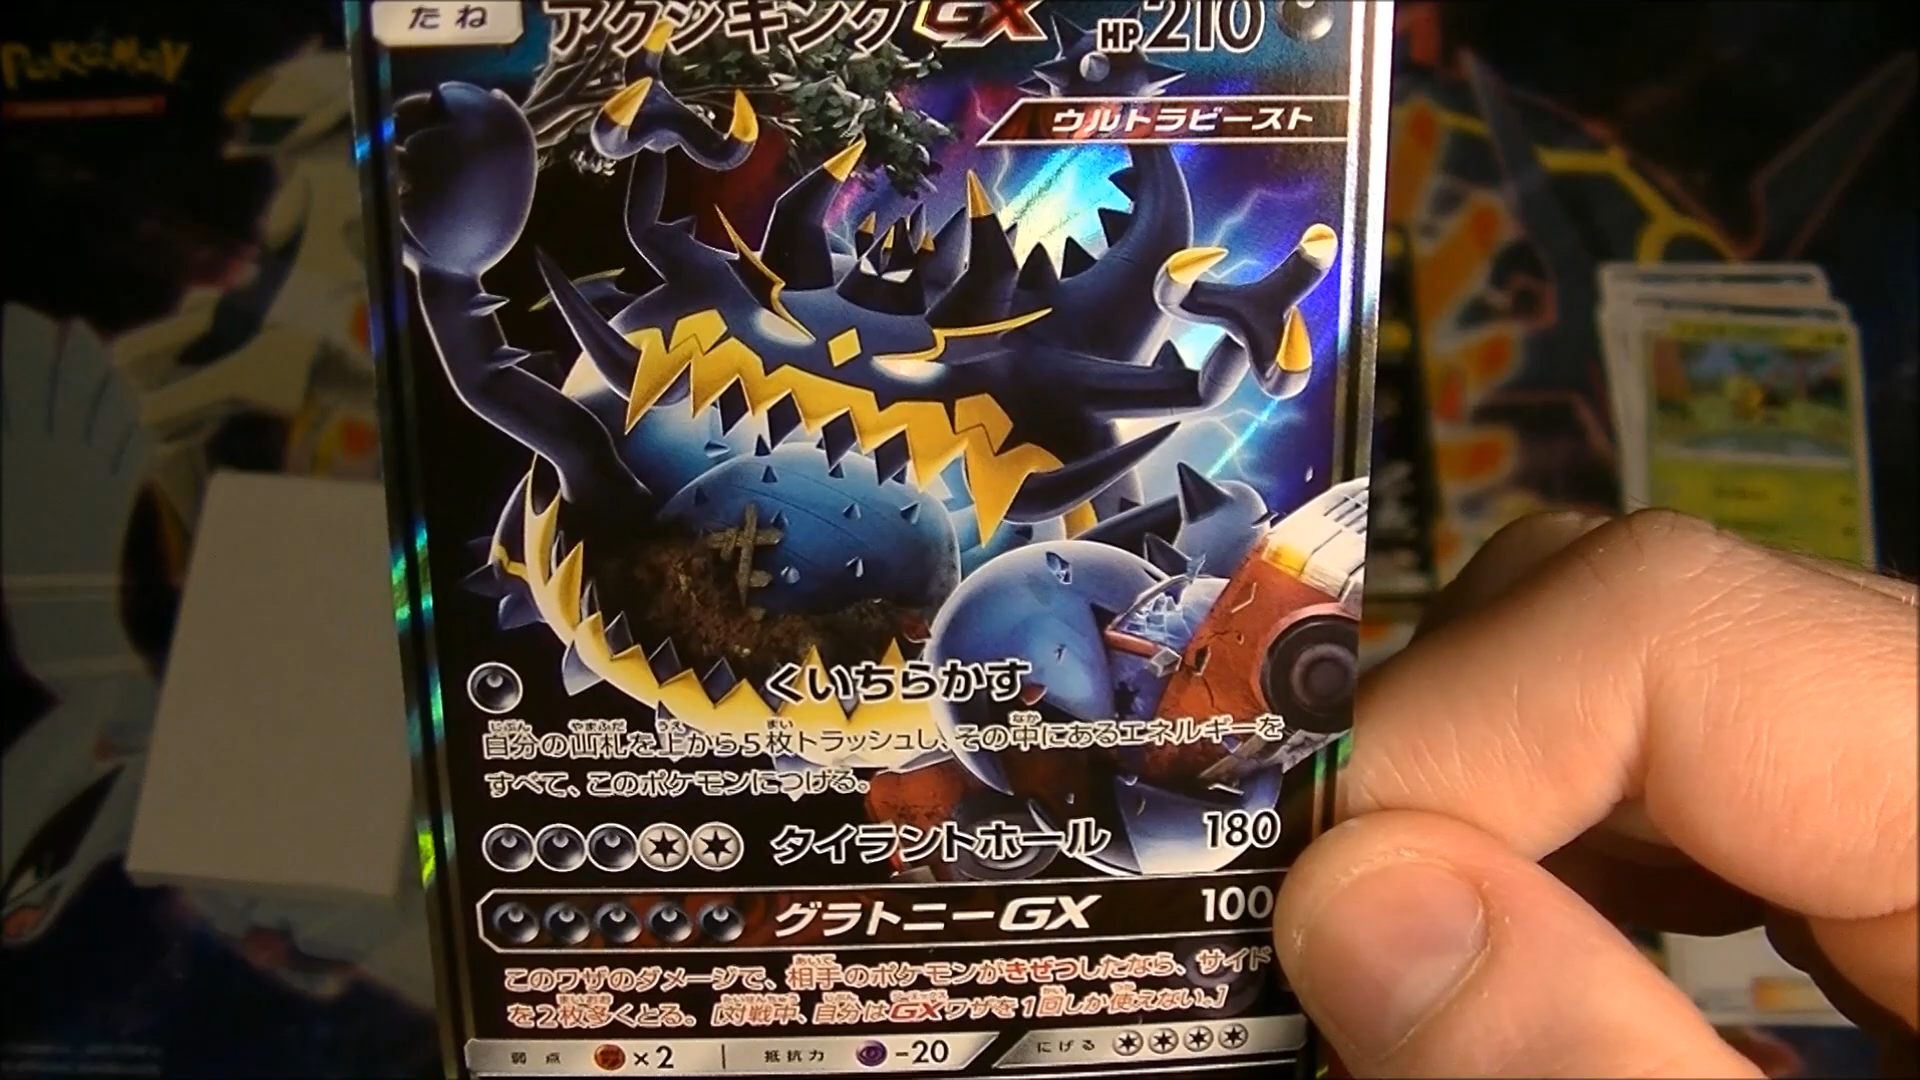 Pokémon
たね
アクジキングGX HP210
ウルトラビースト
くいちらかす
自分の山札を上から5枚トラッシュし、その中にあるエネルギーを
すべて、このポケモンにつける。
タイラントホール 180
グラトニーGX 100
このワザのダメージで、相手のポケモンがきぜつしたなら、サイド
を2枚多くとる。[対戦中、自分はGXワザを1回しか使えない。]
弱点 ×2 抵抗力 -20 にげる